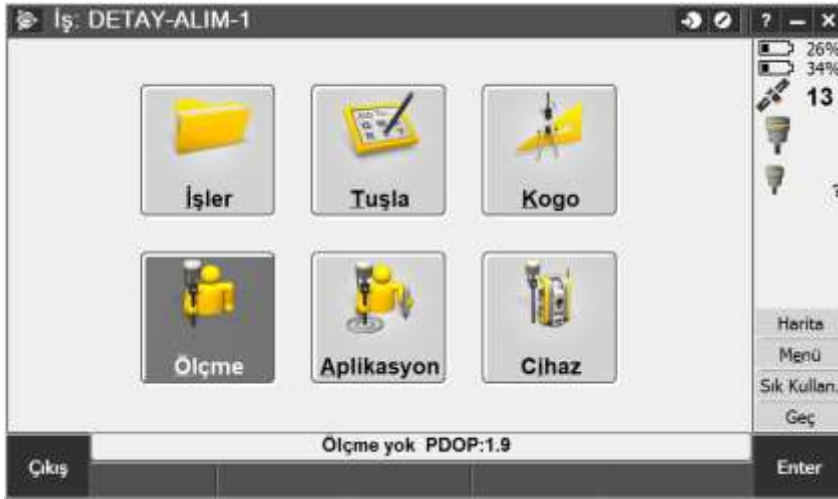 İş: DETAY-ALIM-1
? – X
26%
34%
13
?
İşler
Tuşla
Kogo
Ölçme
Aplikasyon
Cihaz
Harita
Menü
Sık Kullan.
Geç
Ölçme yok PDOP:1.9
Çıkış
Enter